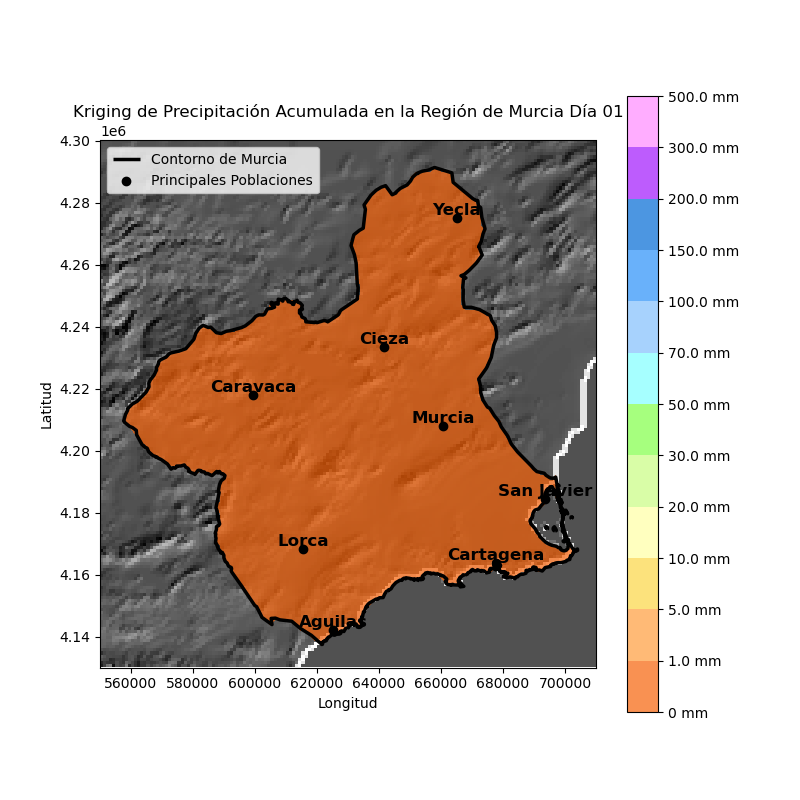 Kriging de Precipitación Acumulada en la Región de Murcia Día 01
1e6
Contorno de Murcia
Principales Poblaciones
4.30
4.28
4.26
4.24
4.22
4.20
4.18
4.16
4.14
Latitud
Yecla
Cieza
Caravaca
Murcia
San Javier
Lorca
Cartagena
Aguilas
560000 580000 600000 620000 640000 660000 680000 700000
Longitud
500.0 mm
300.0 mm
200.0 mm
150.0 mm
100.0 mm
70.0 mm
50.0 mm
30.0 mm
20.0 mm
10.0 mm
5.0 mm
1.0 mm
0 mm